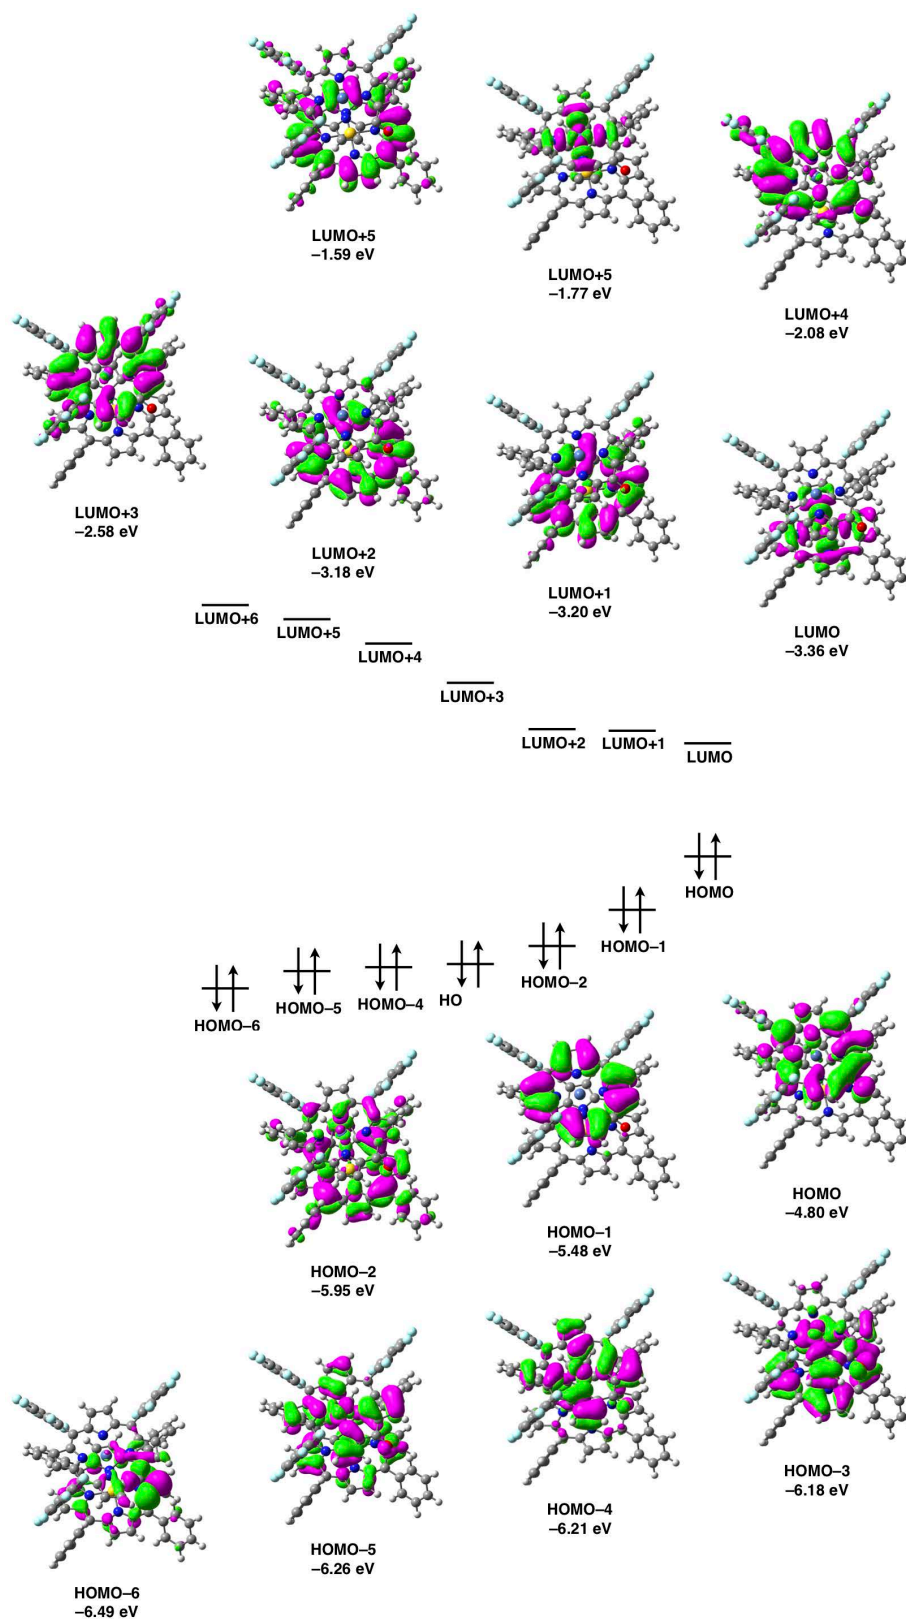 LUMO+5
−1.59 eV
LUMO+5
−1.77 eV
LUMO+4
−2.08 eV
LUMO+3
−2.58 eV
LUMO+2
−3.18 eV
LUMO+1
−3.20 eV
LUMO
−3.36 eV
LUMO+6
LUMO+5
LUMO+4
LUMO+3
LUMO+2
LUMO+1
LUMO
HOMO
HOMO−1
HOMO−2
HO
HOMO−4
HOMO−5
HOMO−6
HOMO
−4.80 eV
HOMO−1
−5.48 eV
HOMO−2
−5.95 eV
HOMO−3
−6.18 eV
HOMO−4
−6.21 eV
HOMO−5
−6.26 eV
HOMO−6
−6.49 eV